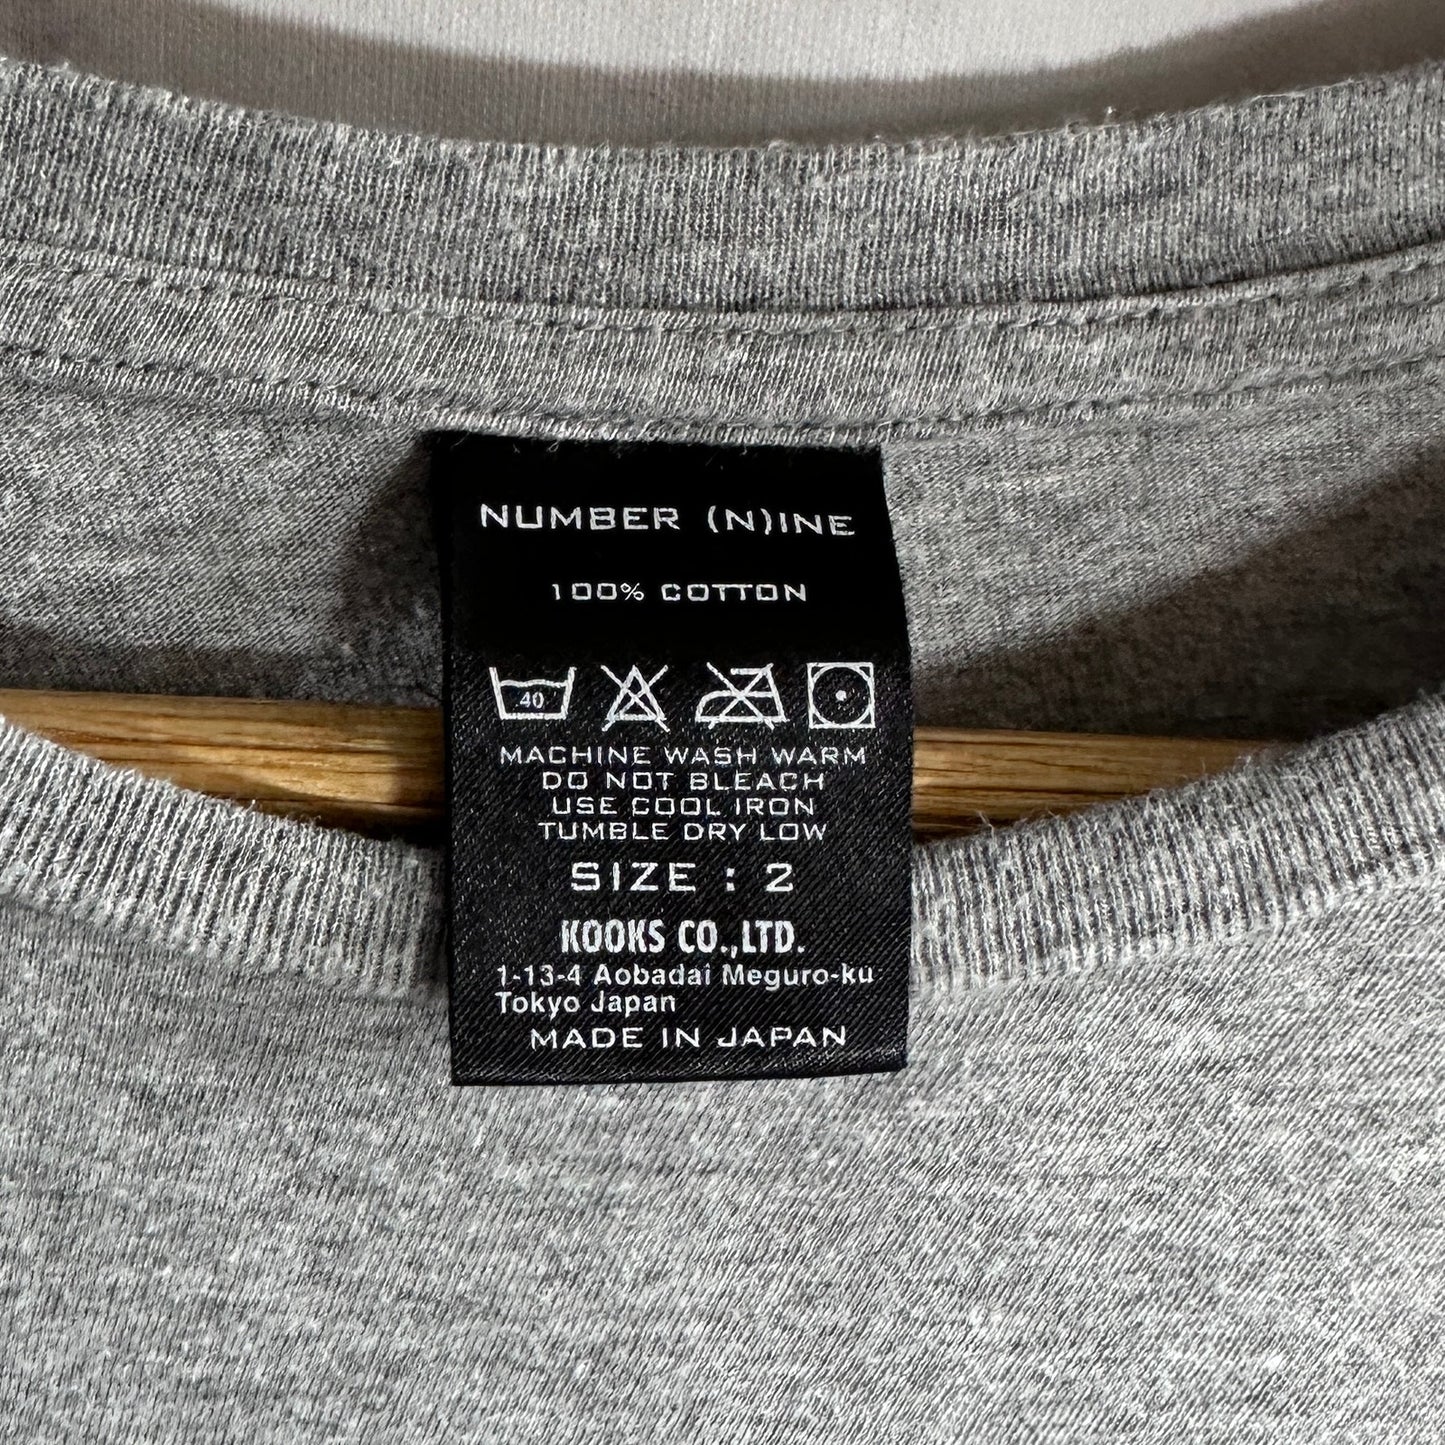 NUMBER (N)INE
100% COTTON
40
MACHINE WASH WARM
DO NOT BLEACH
USE COOL IRON
TUMBLE DRY LOW
SIZE : 2
KOOKS CO.,LTD.
1-13-4 Aobadai Meguro-ku
Tokyo Japan
MADE IN JAPAN